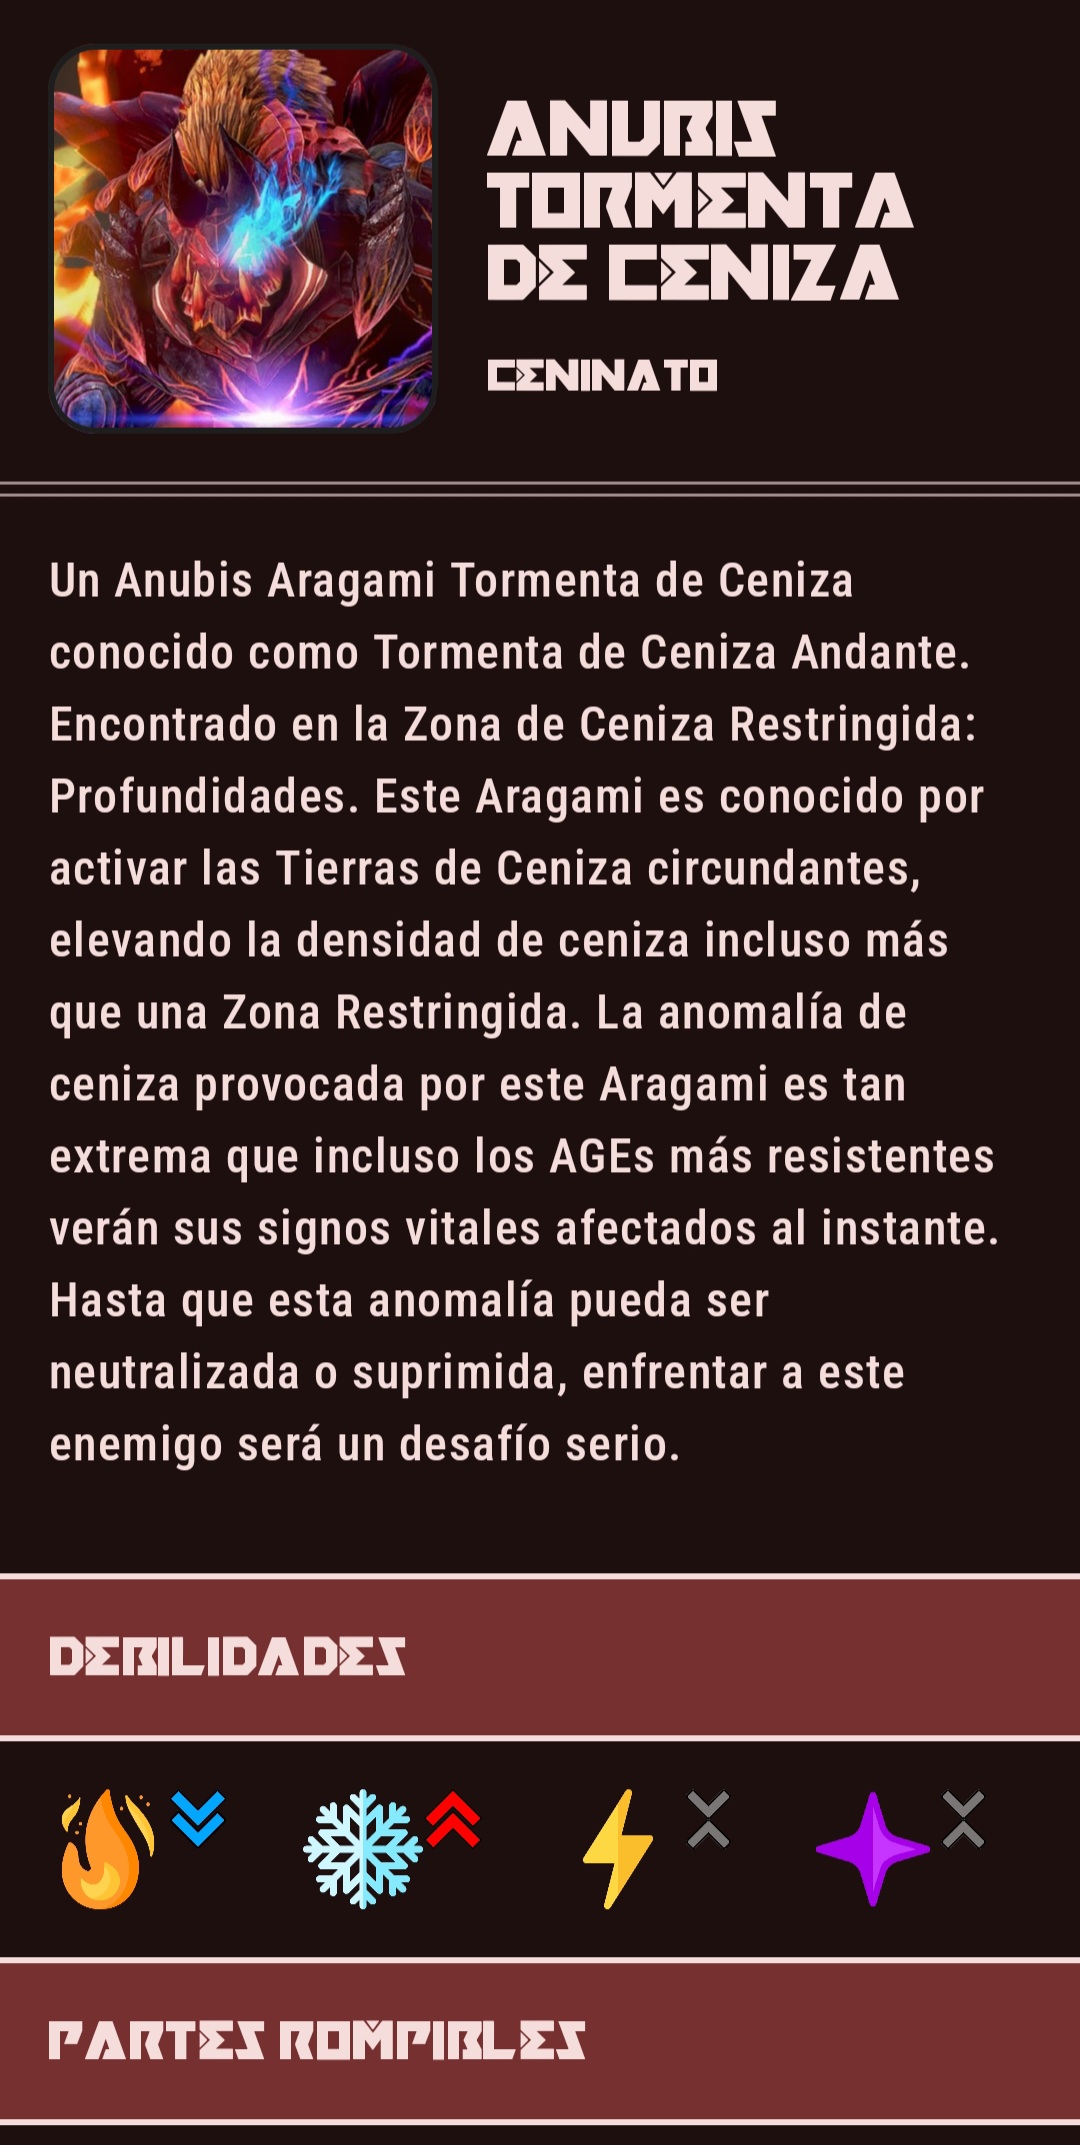 ANUBIS
TORMENTA
DE CENIZA
CENINATO
Un Anubis Aragami Tormenta de Ceniza
conocido como Tormenta de Ceniza Andante.
Encontrado en la Zona de Ceniza Restringida:
Profundidades. Este Aragami es conocido por
activar las Tierras de Ceniza circundantes,
elevando la densidad de ceniza incluso más
que una Zona Restringida. La anomalía de
ceniza provocada por este Aragami es tan
extrema que incluso los AGEs más resistentes
verán sus signos vitales afectados al instante.
Hasta que esta anomalía pueda ser
neutralizada o suprimida, enfrentar a este
enemigo será un desafío serio.
DEBILIDADES
PARTES ROMPIBLES